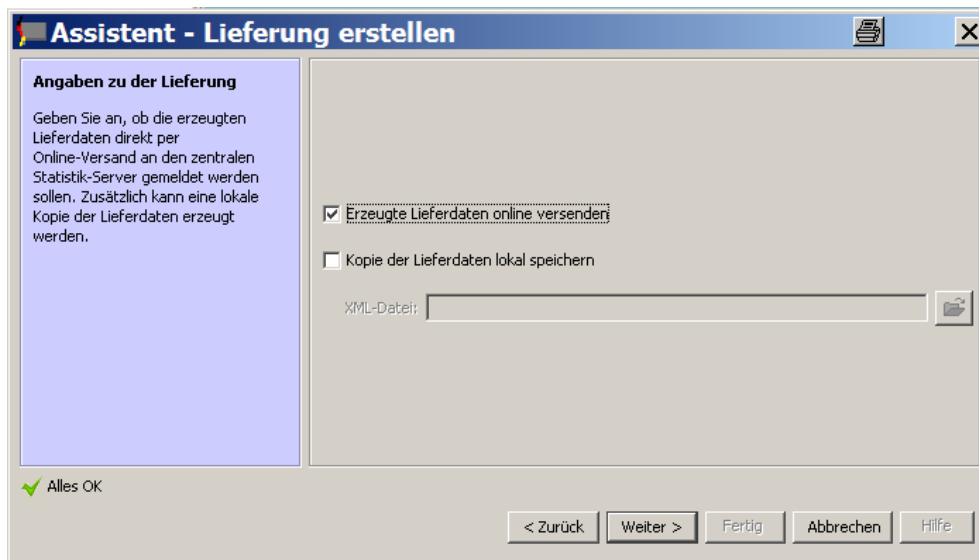 Assistent - Lieferung erstellen
Angaben zu der Lieferung
Geben Sie an, ob die erzeugten
Lieferdaten direkt per
Online-Versand an den zentralen
Statistik-Server gemeldet werden
sollen. Zusätzlich kann eine lokale
Kopie der Lieferdaten erzeugt
werden.
Erzeugte Lieferdaten online versenden
Kopie der Lieferdaten lokal speichern
XML-Datei:
Alles OK
< Zurück
Weiter >
Fertig
Abbrechen
Hilfe